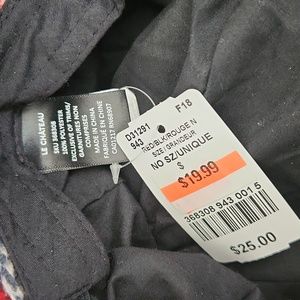 LE CHÂTEAU
100% POLYESTER
EXCLUSIVE OF TRIMS/
GARNITURES NON
COMPRISES
MADE IN CHINA
FABRIQUÉ EN CHINE
F18
D31291
943
RED/BLK/ROUGE N
SIZE / GRANDEUR
NO SZ/UNIQUE
$
$19.99
368308 943 001 5
$25.00